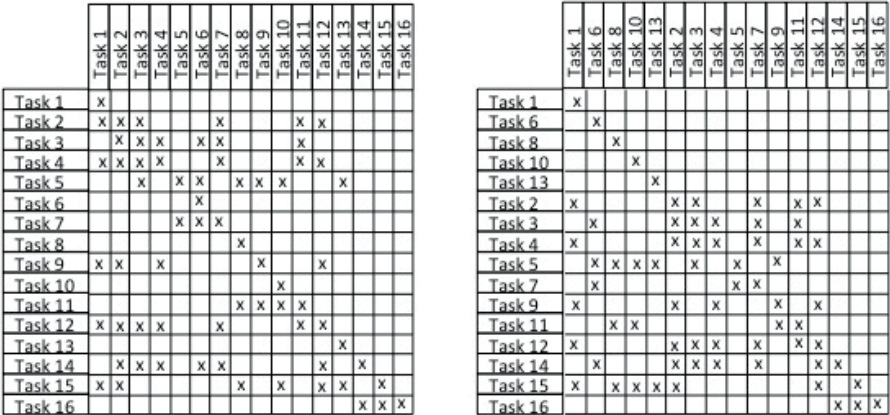 Task 1 Task 2 Task 3 Task 4 Task 5 Task 6 Task 7 Task 8 Task 9 Task 10 Task 11 Task 12 Task 13 Task 14 Task 15 Task 16
Task 1 x
Task 2 x x x x x x
Task 3 x x x x x x
Task 4 x x x x x x x
Task 5 x x x x x x x
Task 6 x
Task 7 x x x
Task 8 x
Task 9 x x x x x
Task 10 x
Task 11 x x x x
Task 12 x x x x x x x
Task 13 x
Task 14 x x x x x x x
Task 15 x x x x x x x
Task 16 x x x
Task 1 Task 6 Task 8 Task 10 Task 13 Task 2 Task 3 Task 4 Task 5 Task 7 Task 9 Task 11 Task 12 Task 14 Task 15 Task 16
Task 1 x
Task 6 x
Task 8 x
Task 10 x
Task 13 x
Task 2 x x x x x x
Task 3 x x x x x x
Task 4 x x x x x x x
Task 5 x x x x x x x
Task 7 x x x
Task 9 x x x x x
Task 11 x x x x
Task 12 x x x x x x x
Task 14 x x x x x x x
Task 15 x x x x x x x
Task 16 x x x